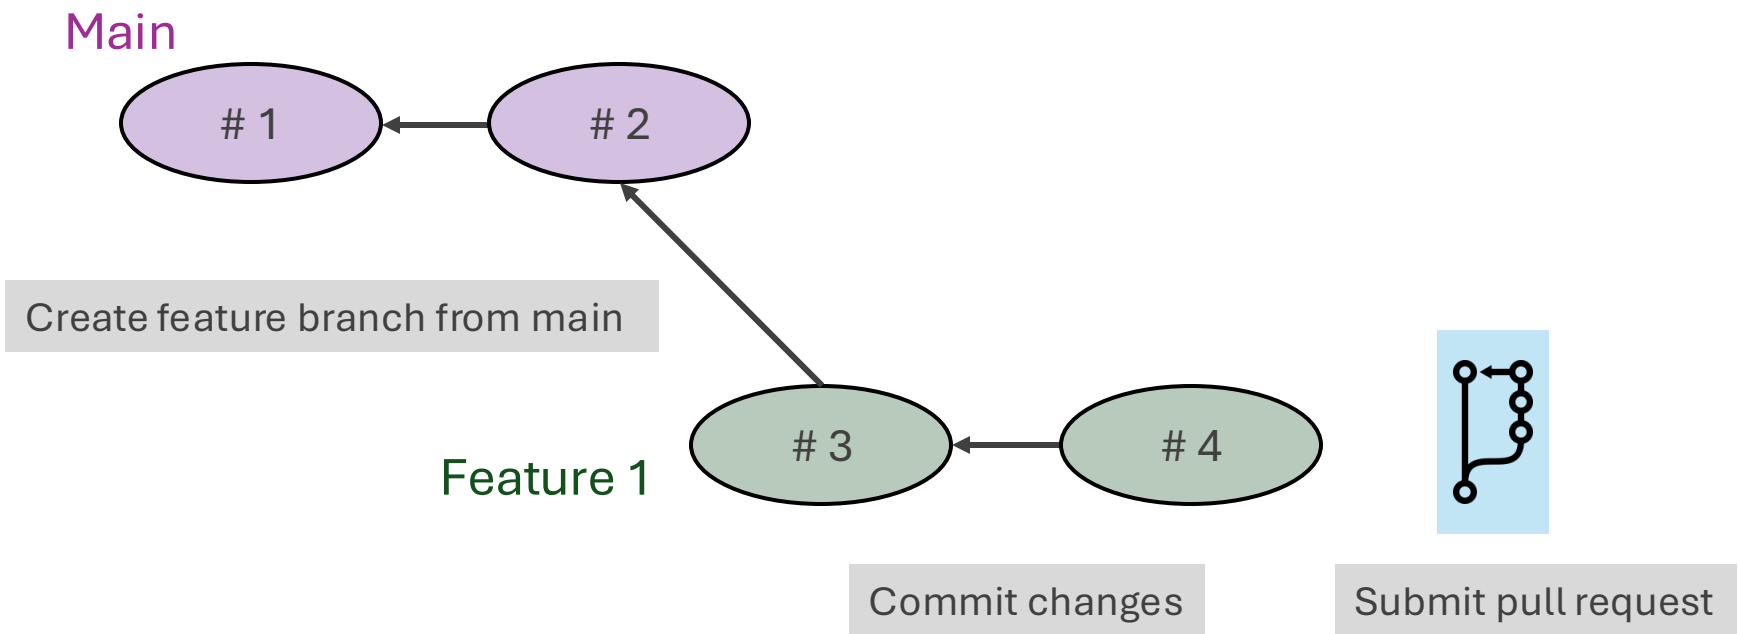 Main
# 1
# 2
Create feature branch from main
# 3
# 4
Feature 1
Commit changes
Submit pull request